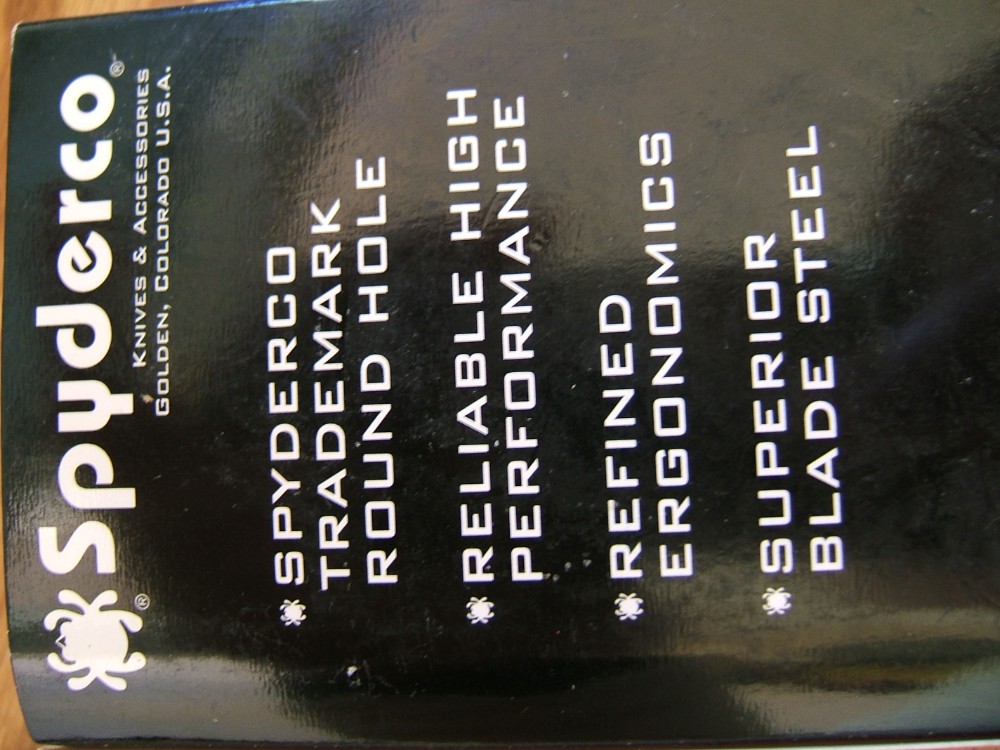 Spyderco®
®
KNIVES & ACCESSORIES
GOLDEN, COLORADO U.S.A.
SPYDERCO
TRADEMARK
ROUND HOLE
RELIABLE HIGH
PERFORMANCE
REFINED
ERGONOMICS
SUPERIOR
BLADE STEEL